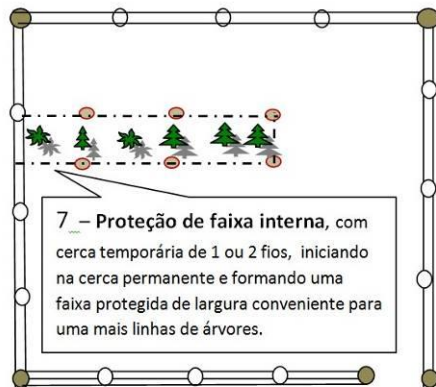 7 – Proteção de faixa interna, com
cerca temporária de 1 ou 2 fios, iniciando
na cerca permanente e formando uma
faixa protegida de largura conveniente para
uma mais linhas de árvores.